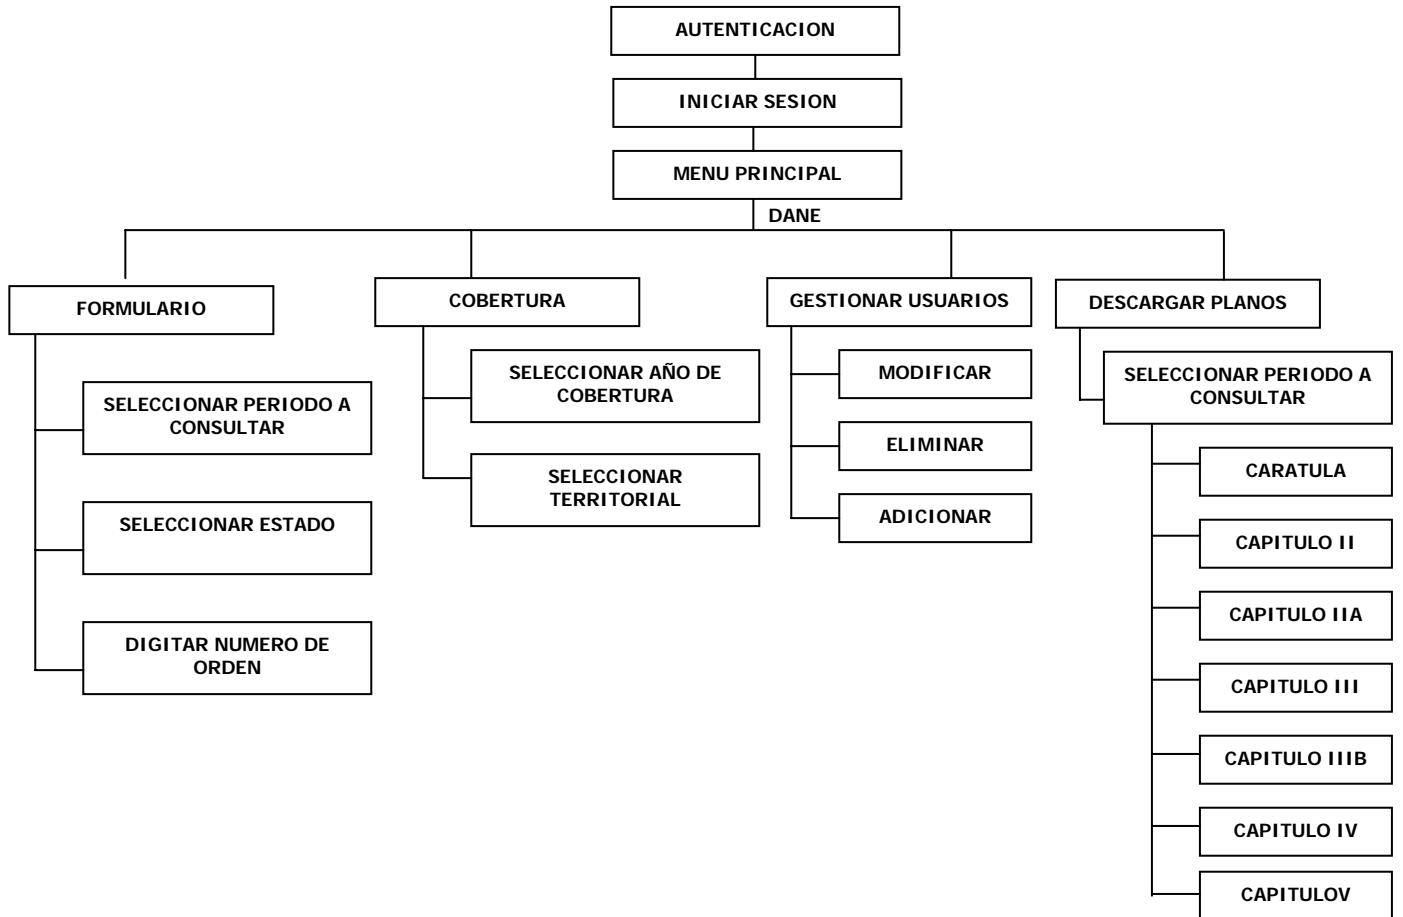 AUTENTICACION
INICIAR SESION
MENU PRINCIPAL
DANE
FORMULARIO
SELECCIONAR PERIODO A
CONSULTAR
SELECCIONAR ESTADO
DIGITAR NUMERO DE
ORDEN
COBERTURA
SELECCIONAR AÑO DE
COBERTURA
SELECCIONAR
TERRITORIAL
GESTIONAR USUARIOS
MODIFICAR
ELIMINAR
ADICIONAR
DESCARGAR PLANOS
SELECCIONAR PERIODO A
CONSULTAR
CARATULA
CAPITULO II
CAPITULO IIA
CAPITULO III
CAPITULO IIIB
CAPITULO IV
CAPITULOV